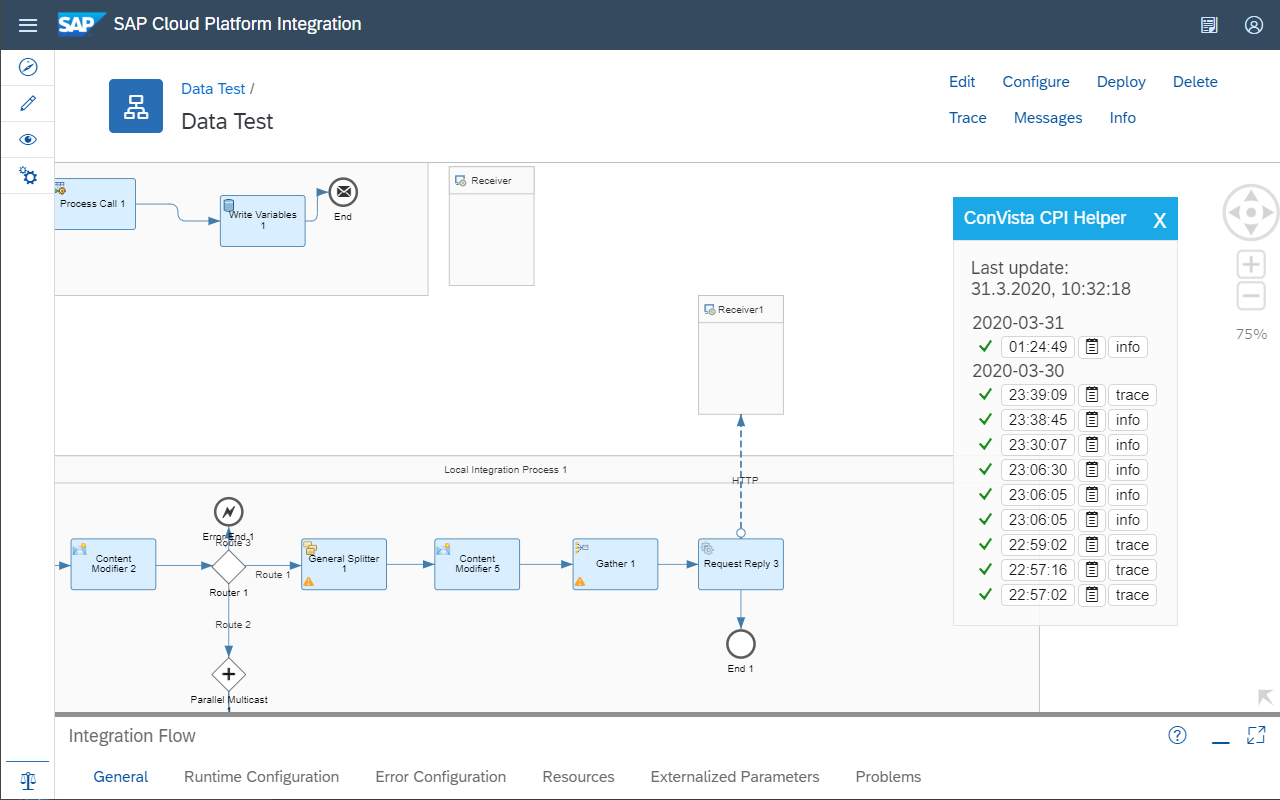 SAP SAP Cloud Platform Integration
Data Test /
Data Test
Edit Configure Deploy Delete
Trace Messages Info
Process Call 1
Write Variables
1
End
Receiver
Receiver1
ConVista CPI Helper X
Last update:
31.3.2020, 10:32:18
2020-03-31
01:24:49 info
2020-03-30
23:39:09 trace
23:38:45 info
23:30:07 info
23:06:30 info
23:06:05 info
23:06:05 info
22:59:02 trace
22:57:16 trace
22:57:02 trace
75%
Local Integration Process 1
HTTP
Error End 1
Route 3
Content
Modifier 2
Router 1
Route 1
General Splitter
1
Content
Modifier 5
Gather 1
Request Reply 3
Route 2
End 1
Parallel Multicast
Integration Flow
General Runtime Configuration Error Configuration Resources Externalized Parameters Problems